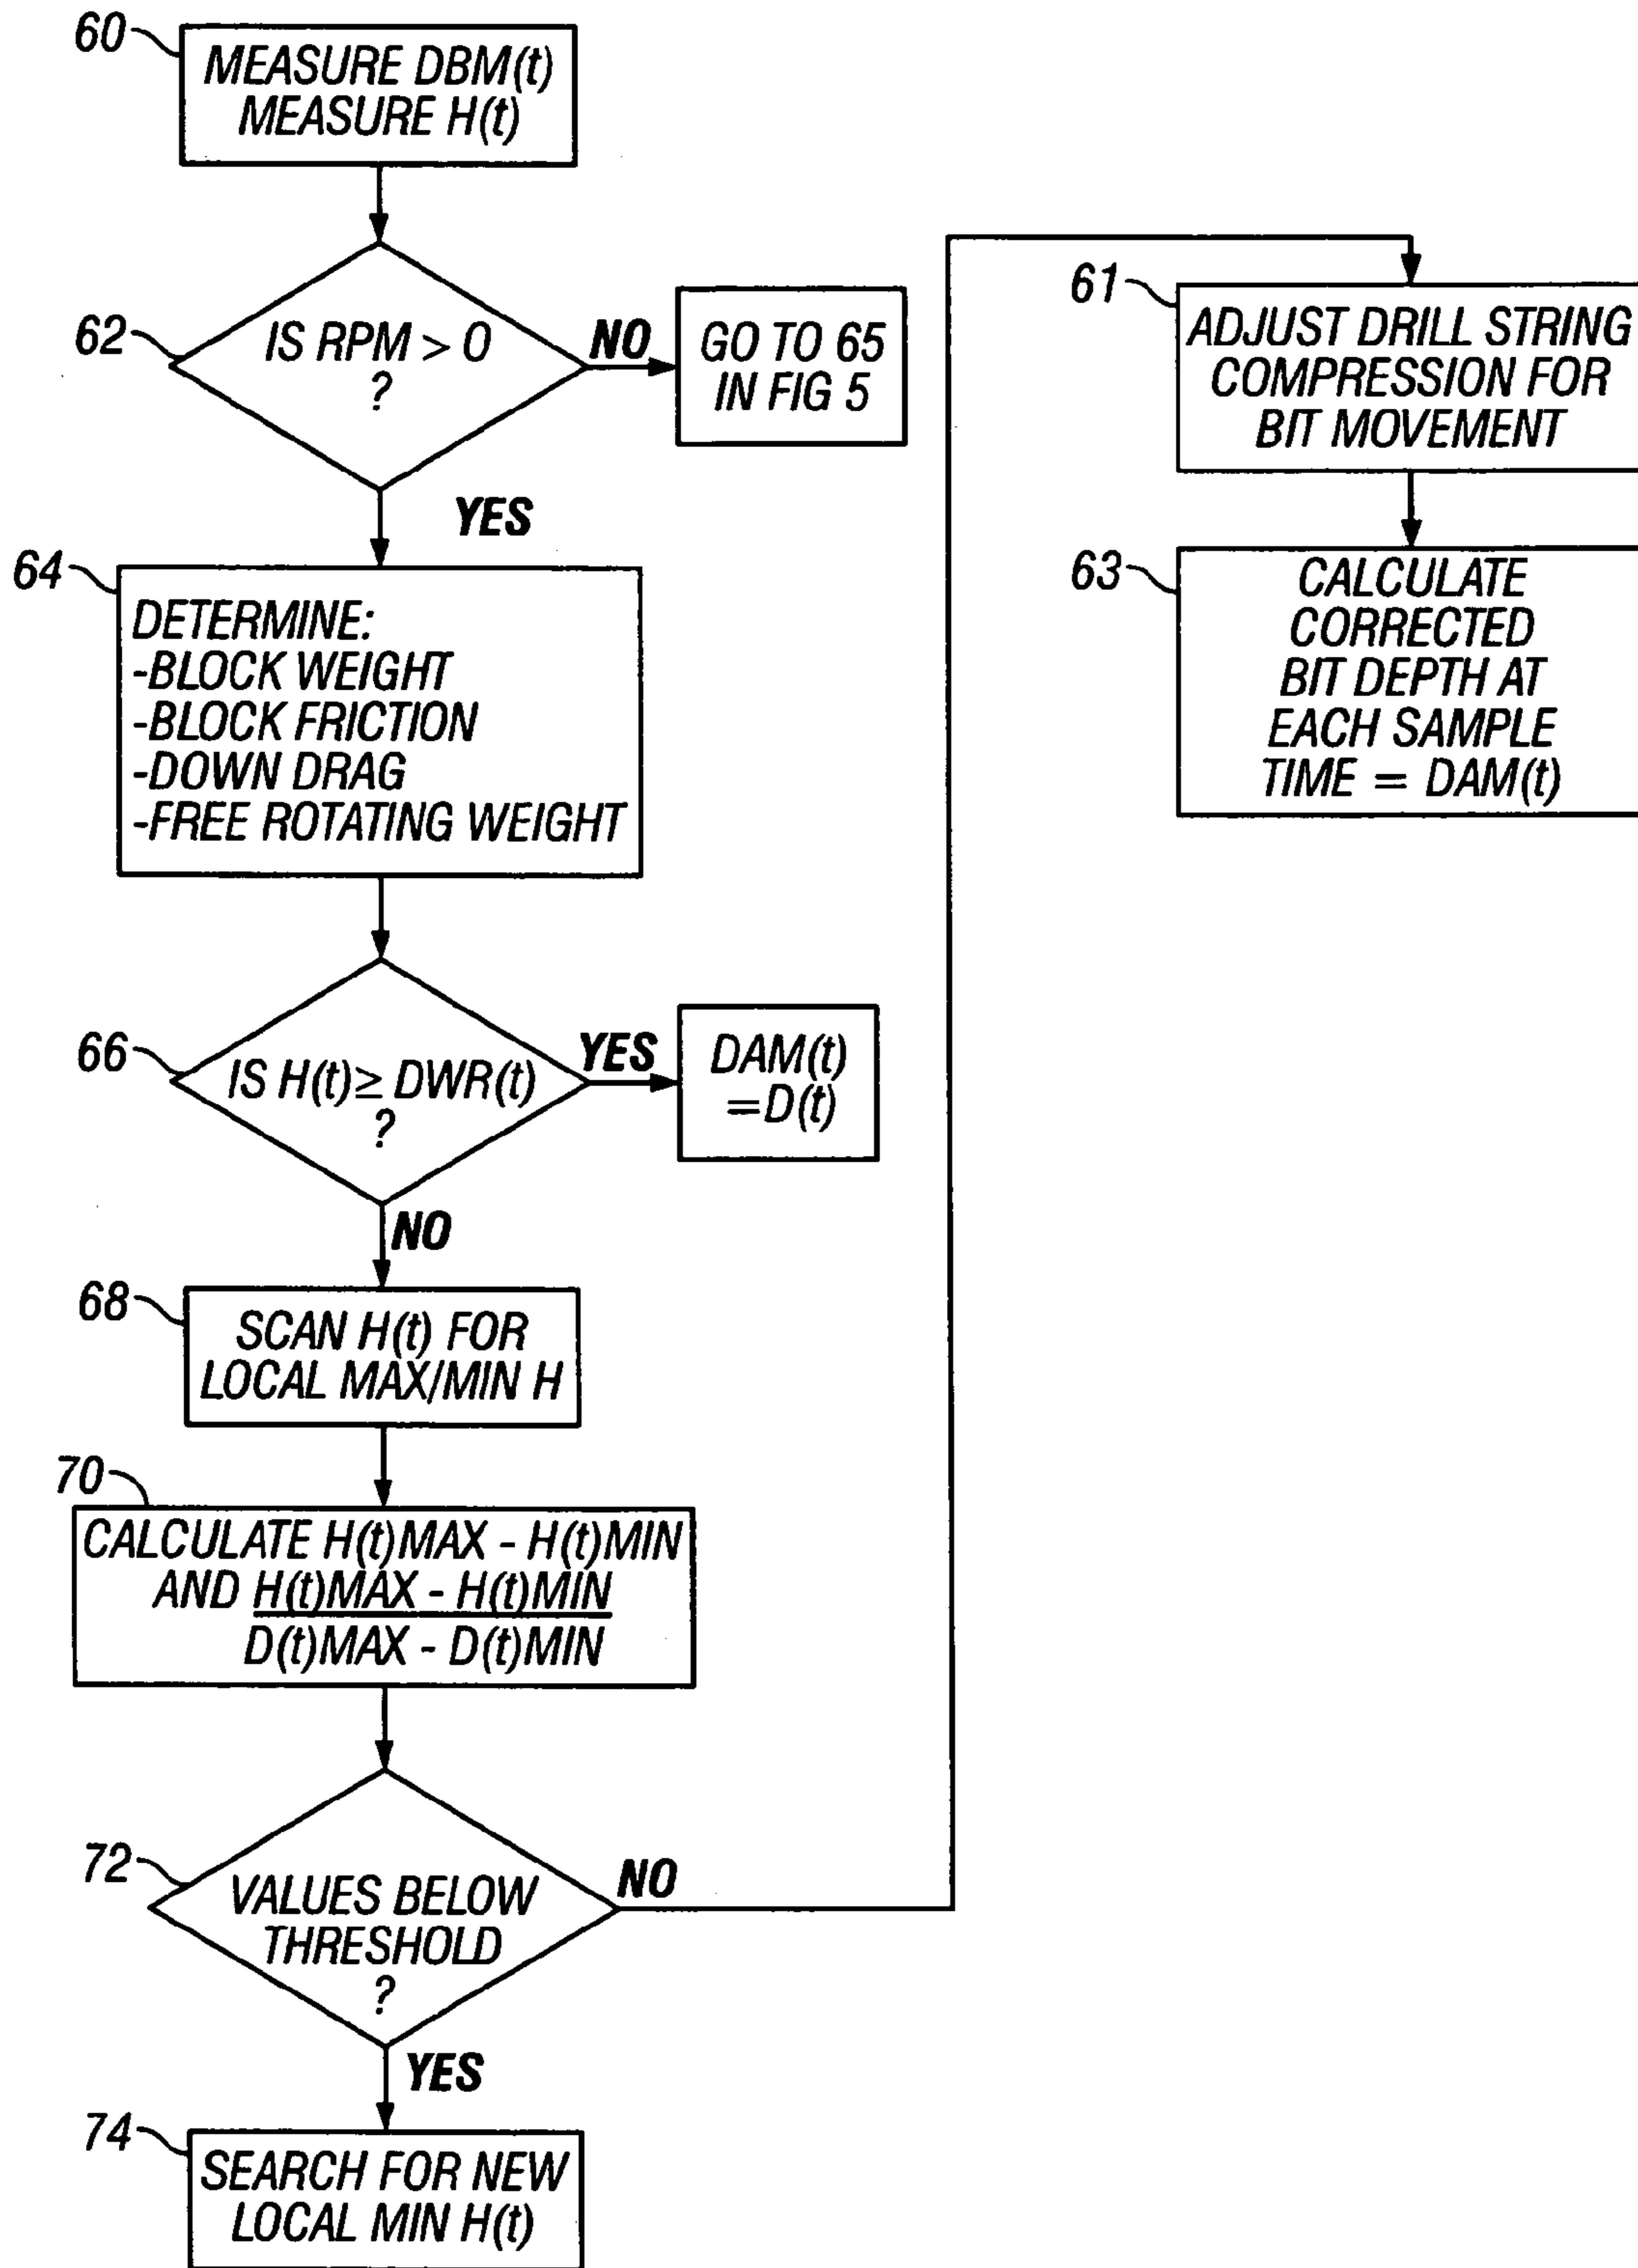 60
MEASURE DBM(t)
MEASURE H(t)
62
IS RPM > 0
?
NO
GO TO 65
IN FIG 5
YES
64
DETERMINE:
-BLOCK WEIGHT
-BLOCK FRICTION
-DOWN DRAG
-FREE ROTATING WEIGHT
66
IS H(t)≥ DWR(t)
?
YES
DAM(t)
=D(t)
NO
68
SCAN H(t) FOR
LOCAL MAX/MIN H
70
CALCULATE H(t)MAX - H(t)MIN
AND H(t)MAX - H(t)MIN
D(t)MAX - D(t)MIN
72
VALUES BELOW
THRESHOLD
?
NO
YES
74
SEARCH FOR NEW
LOCAL MIN H(t)
61
ADJUST DRILL STRING
COMPRESSION FOR
BIT MOVEMENT
63
CALCULATE
CORRECTED
BIT DEPTH AT
EACH SAMPLE
TIME = DAM(t)